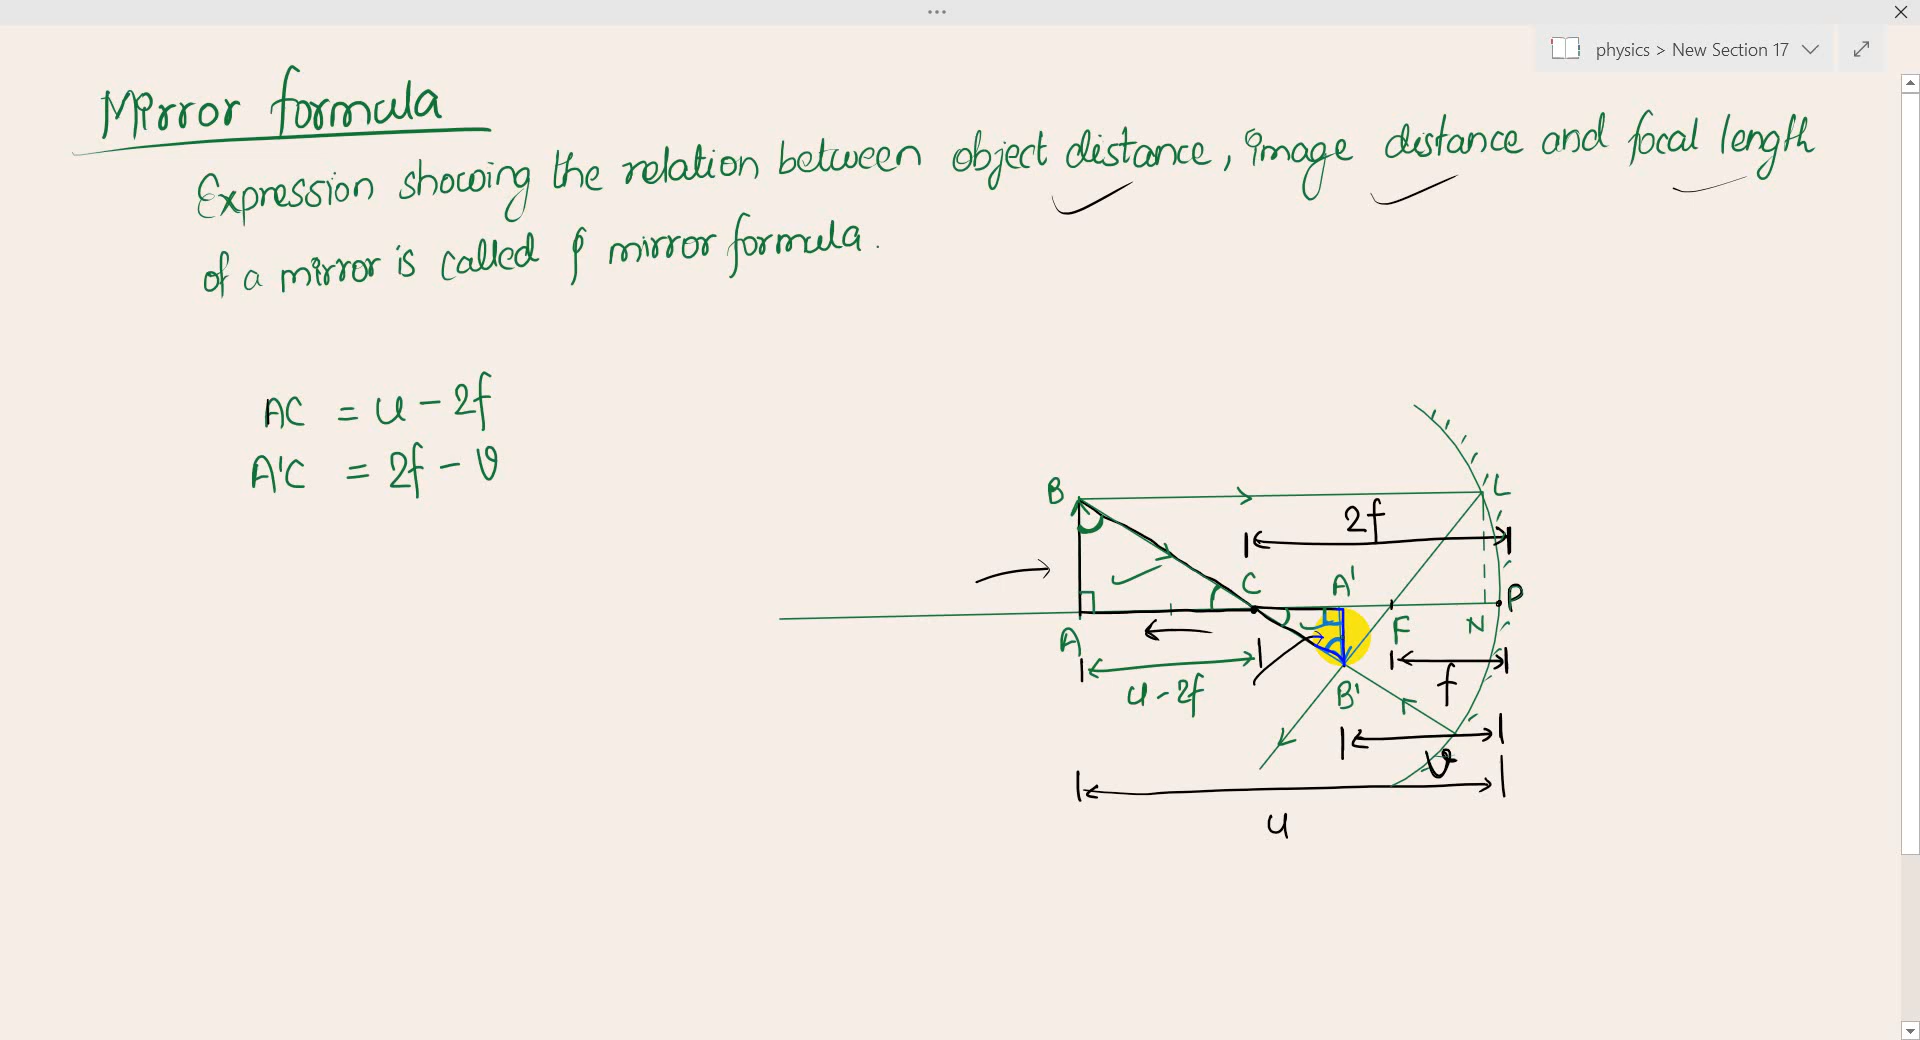 physics > New Section 17
Mirror formula
Expression showing the relation between object distance, image distance and focal length
of a mirror is called mirror formula.
AC = u - 2f
A'C = 2f - v
B
L
2f
C
A'
P
A
F
N
u - 2f
B'
f
v
u